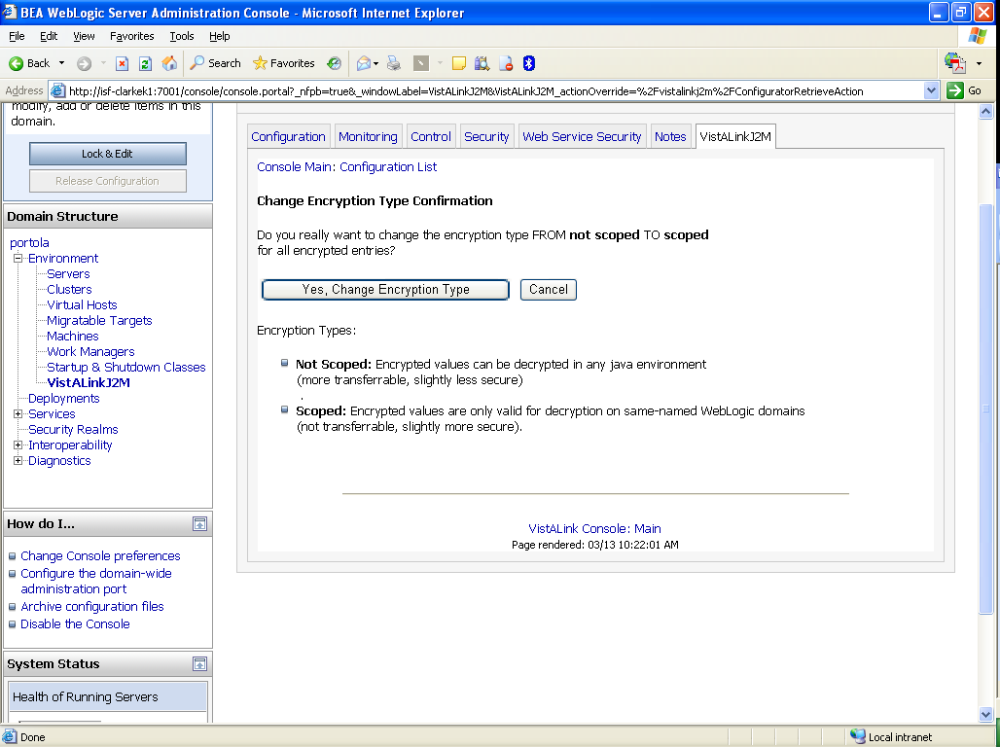 BEA WebLogic Server Administration Console - Microsoft Internet Explorer
File Edit View Favorites Tools Help
Back Search Favorites
Address http://isf-clarkek1:7001/console/console.portal?_nfpb=true&_windowLabel=VistALinkJ2M&VistALinkJ2M_actionOverride=%2Fvistalinkj2m%2FConfiguratorRetrieveAction Go
modify, add or delete items in this
domain.
Lock & Edit
Release Configuration
Domain Structure
portola
Environment
Servers
Clusters
Virtual Hosts
Migratable Targets
Machines
Work Managers
Startup & Shutdown Classes
VistALinkJ2M
Deployments
Services
Security Realms
Interoperability
Diagnostics
How do I...
Change Console preferences
Configure the domain-wide
administration port
Archive configuration files
Disable the Console
System Status
Health of Running Servers
Configuration Monitoring Control Security Web Service Security Notes VistALinkJ2M
Console Main: Configuration List
Change Encryption Type Confirmation
Do you really want to change the encryption type FROM not scoped TO scoped
for all encrypted entries?
Yes, Change Encryption Type Cancel
Encryption Types:
Not Scoped: Encrypted values can be decrypted in any java environment
(more transferrable, slightly less secure)
.
Scoped: Encrypted values are only valid for decryption on same-named WebLogic domains
(not transferrable, slightly more secure).
VistALink Console: Main
Page rendered: 03/13 10:22:01 AM
Done Local intranet